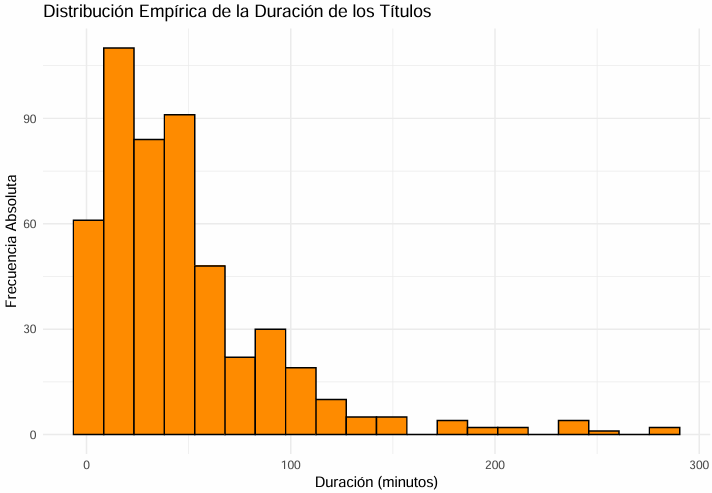 Distribución Empírica de la Duración de los Títulos
Frecuencia Absoluta
90
60
30
0
0 100 200 300
Duración (minutos)